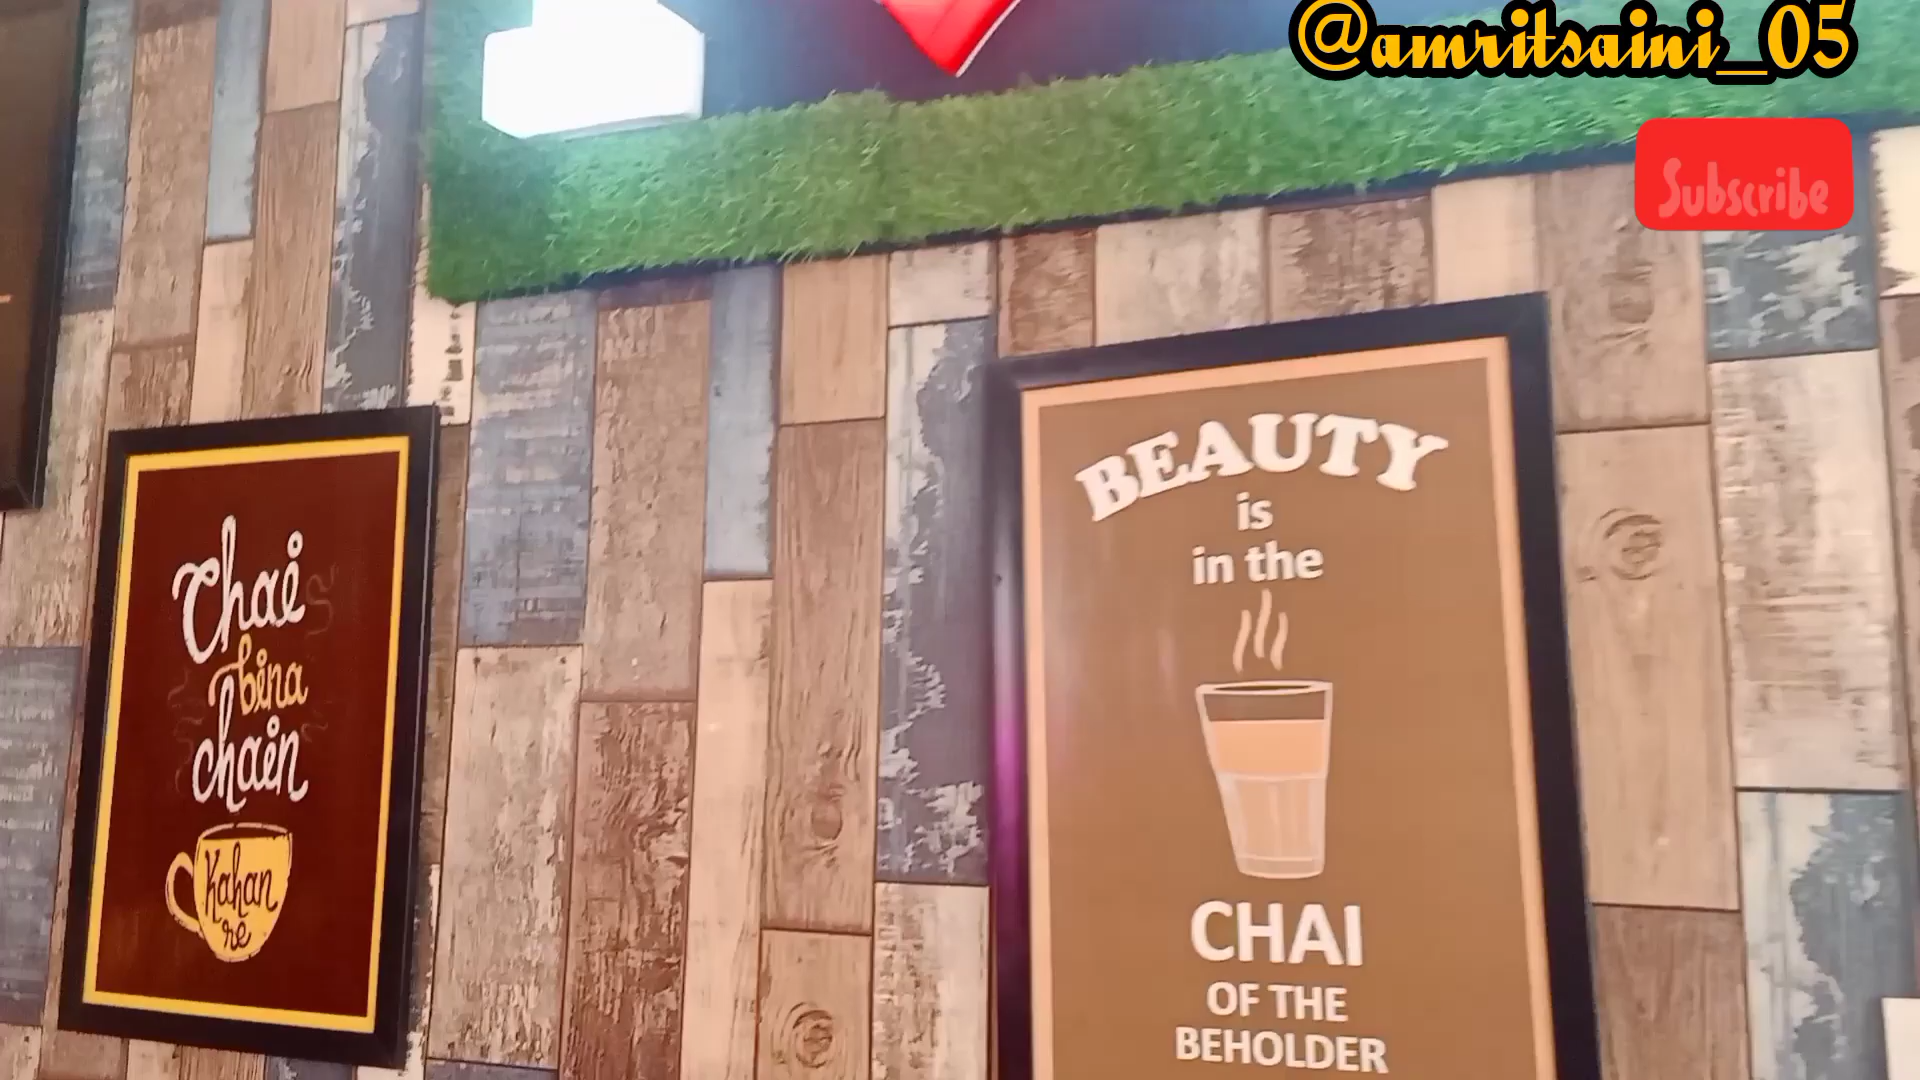 @amritsaini_05
Subscribe
Chai
bina
chain
Kahan
re
BEAUTY
is
in the
CHAI
OF THE
BEHOLDER